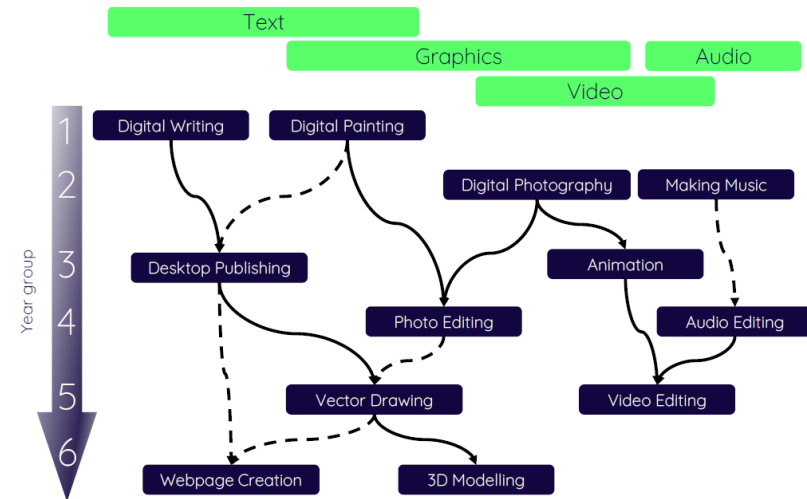 Text
Graphics
Audio
Video
Year group
1
Digital Writing
Digital Painting
2
Digital Photography
Making Music
3
Desktop Publishing
Animation
4
Photo Editing
Audio Editing
5
Vector Drawing
Video Editing
6
Webpage Creation
3D Modelling